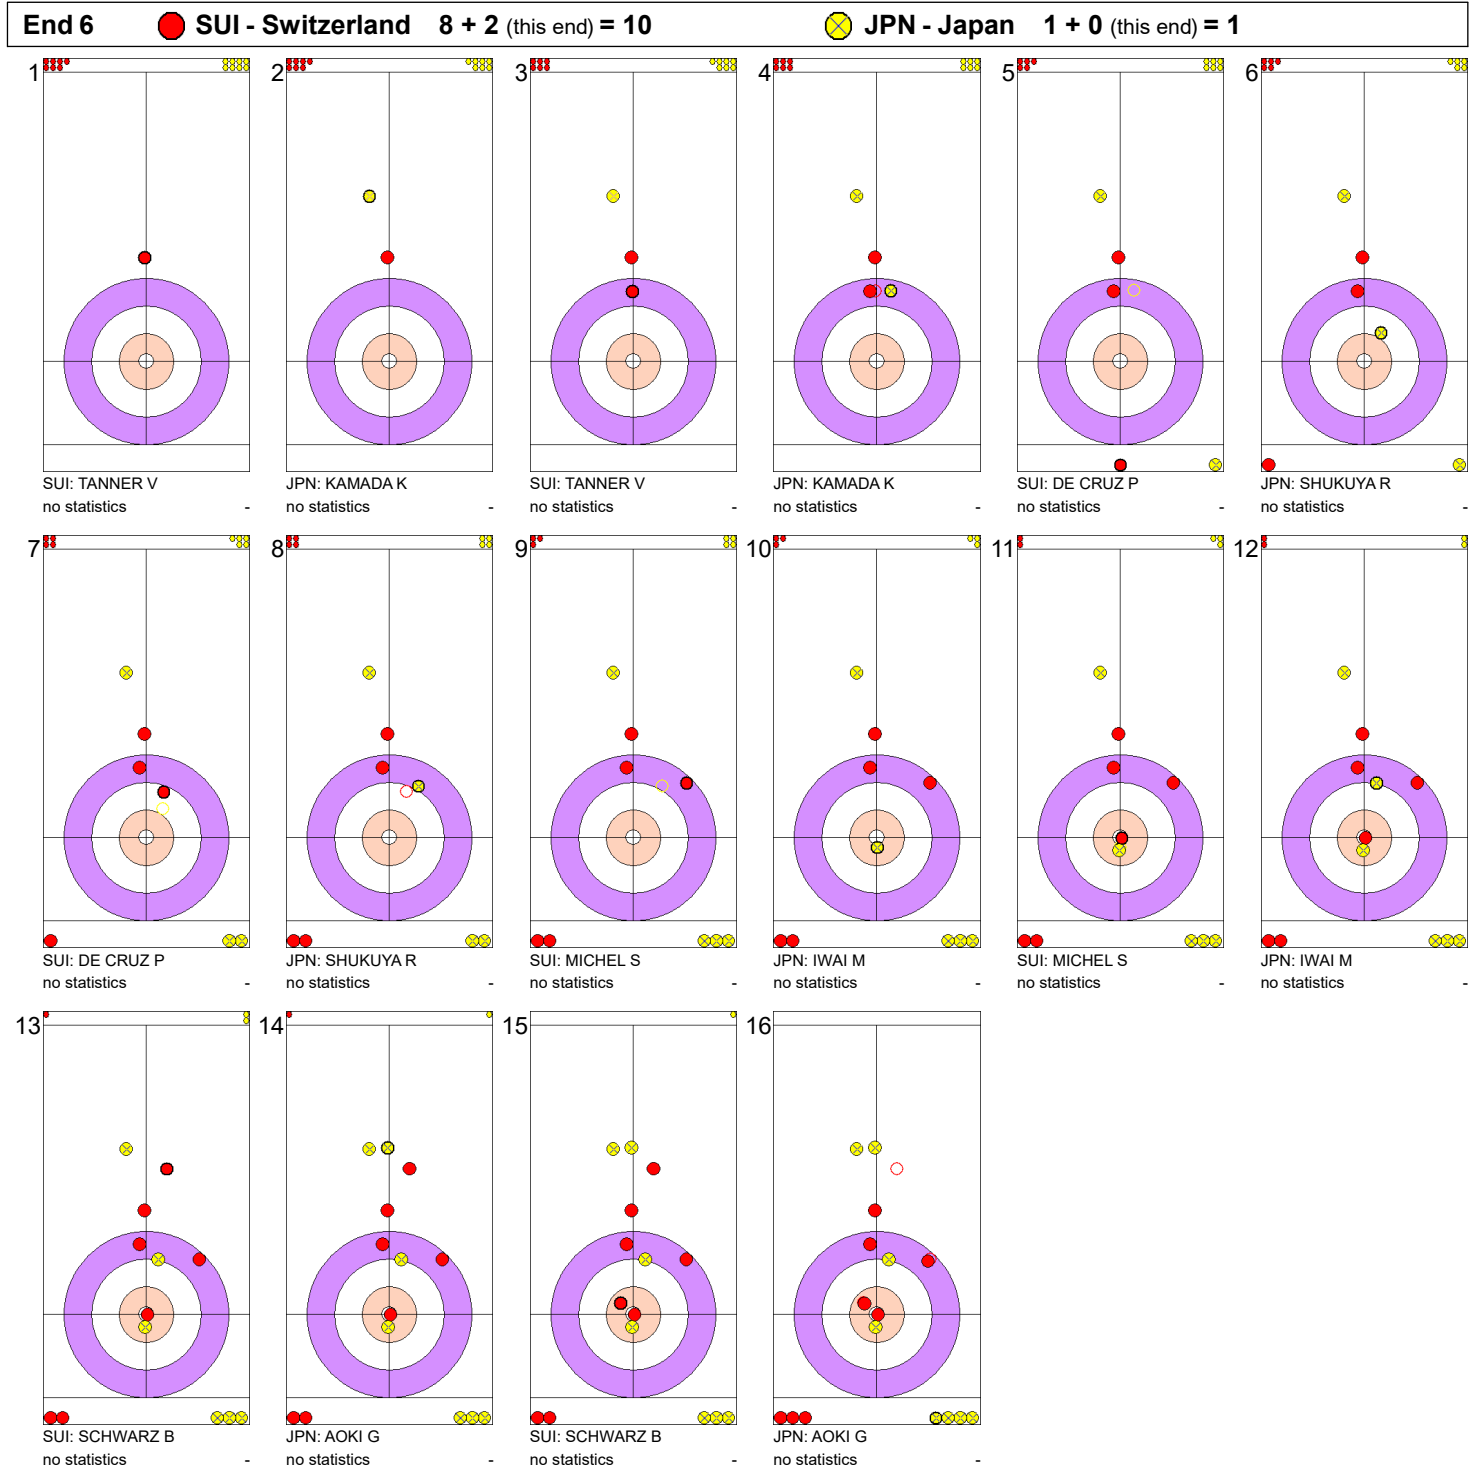 End 6 SUI - Switzerland 8 + 2 (this end) = 10 JPN - Japan 1 + 0 (this end) = 1
1 2 3 4 5 6
SUI: TANNER V JPN: KAMADA K SUI: TANNER V JPN: KAMADA K SUI: DE CRUZ P JPN: SHUKUYA R
no statistics - no statistics - no statistics - no statistics - no statistics - no statistics -
7 8 9 10 11 12
SUI: DE CRUZ P JPN: SHUKUYA R SUI: MICHEL S JPN: IWAI M SUI: MICHEL S JPN: IWAI M
no statistics - no statistics - no statistics - no statistics - no statistics - no statistics -
13 14 15 16
SUI: SCHWARZ B JPN: AOKI G SUI: SCHWARZ B JPN: AOKI G
no statistics - no statistics - no statistics - no statistics -